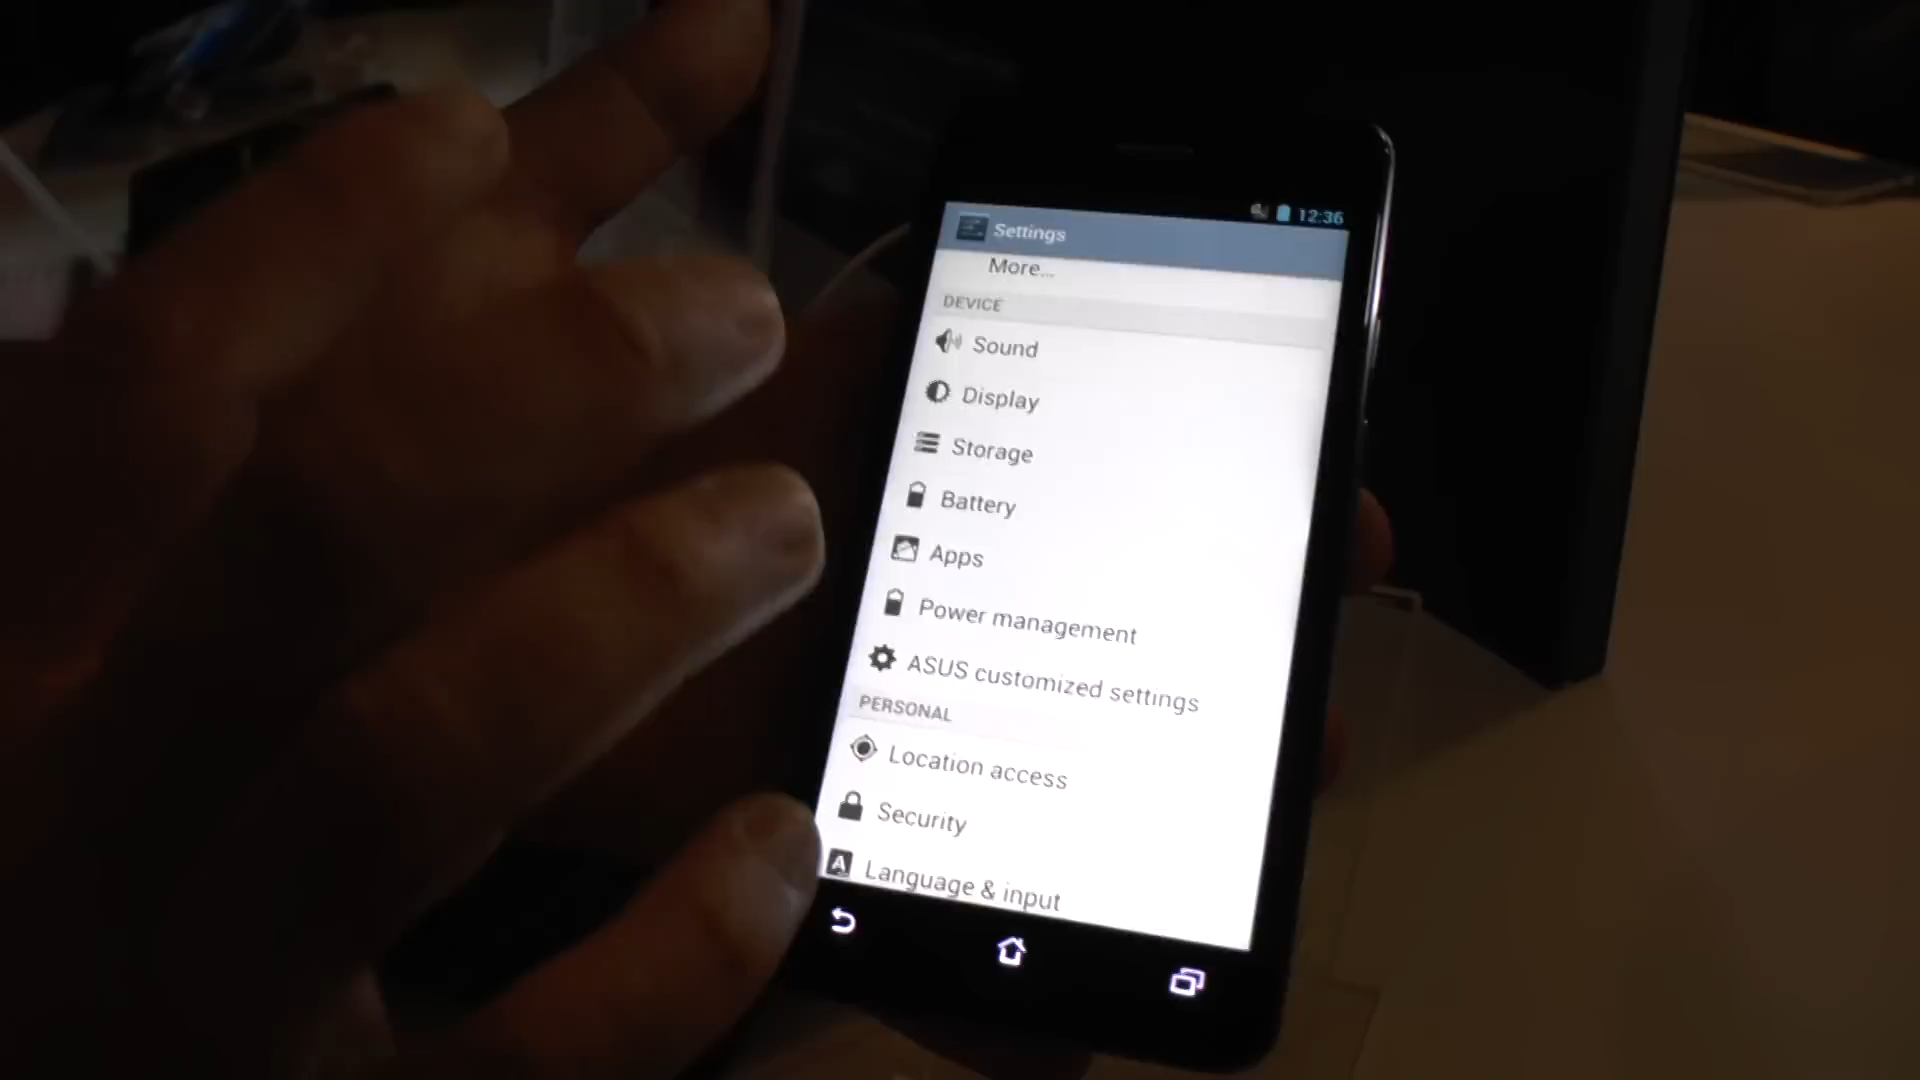 12:36
Settings
More...
DEVICE
Sound
Display
Storage
Battery
Apps
Power management
ASUS customized settings
PERSONAL
Location access
Security
A Language & input